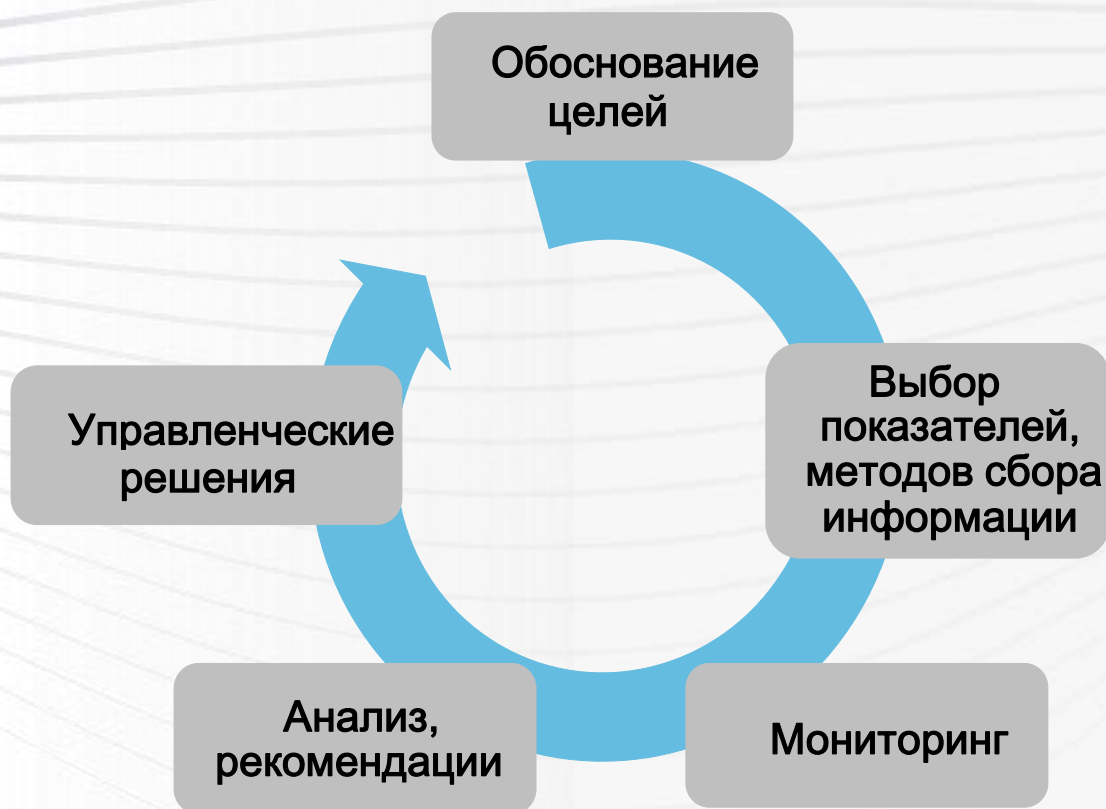 Обоснование
целей
Выбор
показателей,
методов сбора
информации
Мониторинг
Анализ,
рекомендации
Управленческие
решения